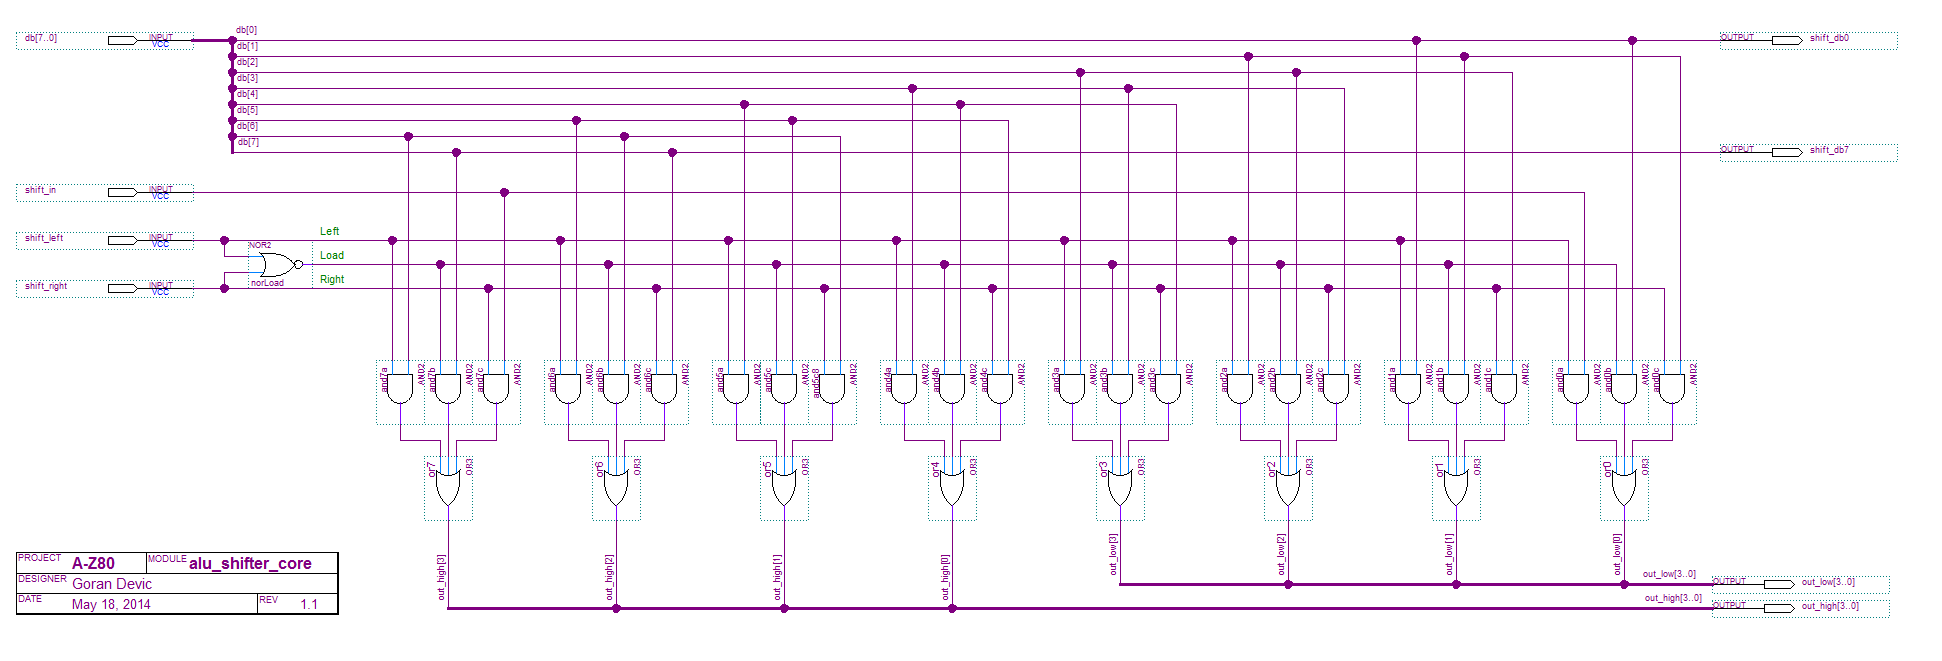 db[7..0]
INPUT
VCC
db[0]
db[1]
db[2]
db[3]
db[4]
db[5]
db[6]
db[7]
OUTPUT
shift_db0
OUTPUT
shift_db7
shift_in
INPUT
VCC
shift_left
INPUT
VCC
shift_right
INPUT
VCC
NOR2
norLoad
Left
Load
Right
and7a
AND2
and7b
AND2
and7c
AND2
and6a
AND2
and6b
AND2
and6c
AND2
and5a
AND2
and5c
AND2
and5c8
AND2
and4a
AND2
and4b
AND2
and4c
AND2
and3a
AND2
and3b
AND2
and3c
AND2
and2a
AND2
and2b
AND2
and2c
AND2
and1a
AND2
and1b
AND2
and1c
AND2
and0a
AND2
and0b
AND2
and0c
AND2
or7
OR3
or6
OR3
or5
OR3
or4
OR3
or3
OR3
or2
OR3
or1
OR3
or0
OR3
out_high[3]
out_high[2]
out_high[1]
out_high[0]
out_low[3]
out_low[2]
out_low[1]
out_low[0]
out_low[3..0]
OUTPUT
out_low[3..0]
out_high[3..0]
OUTPUT
out_high[3..0]
PROJECT A-Z80 MODULE alu_shifter_core
DESIGNER Goran Devic
DATE May 18, 2014 REV 1.1